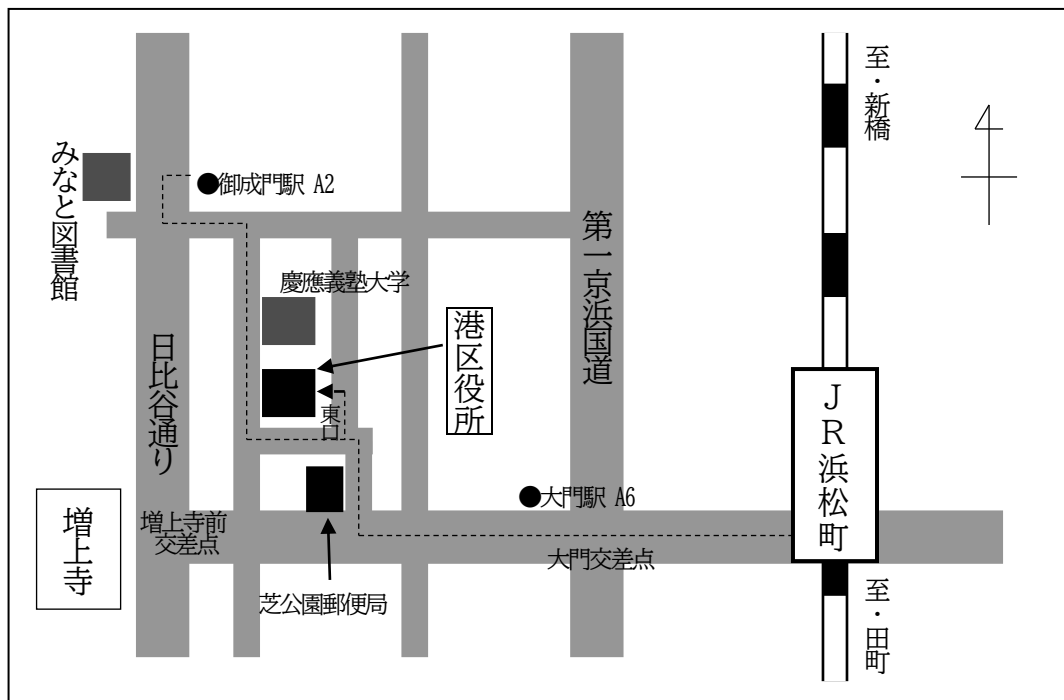 至・新橋
みなと図書館
●御成門駅 A2
第一京浜国道
慶應義塾大学
港区役所
日比谷通り
東口
JR浜松町
●大門駅 A6
増上寺
増上寺前
交差点
大門交差点
芝公園郵便局
至・田町